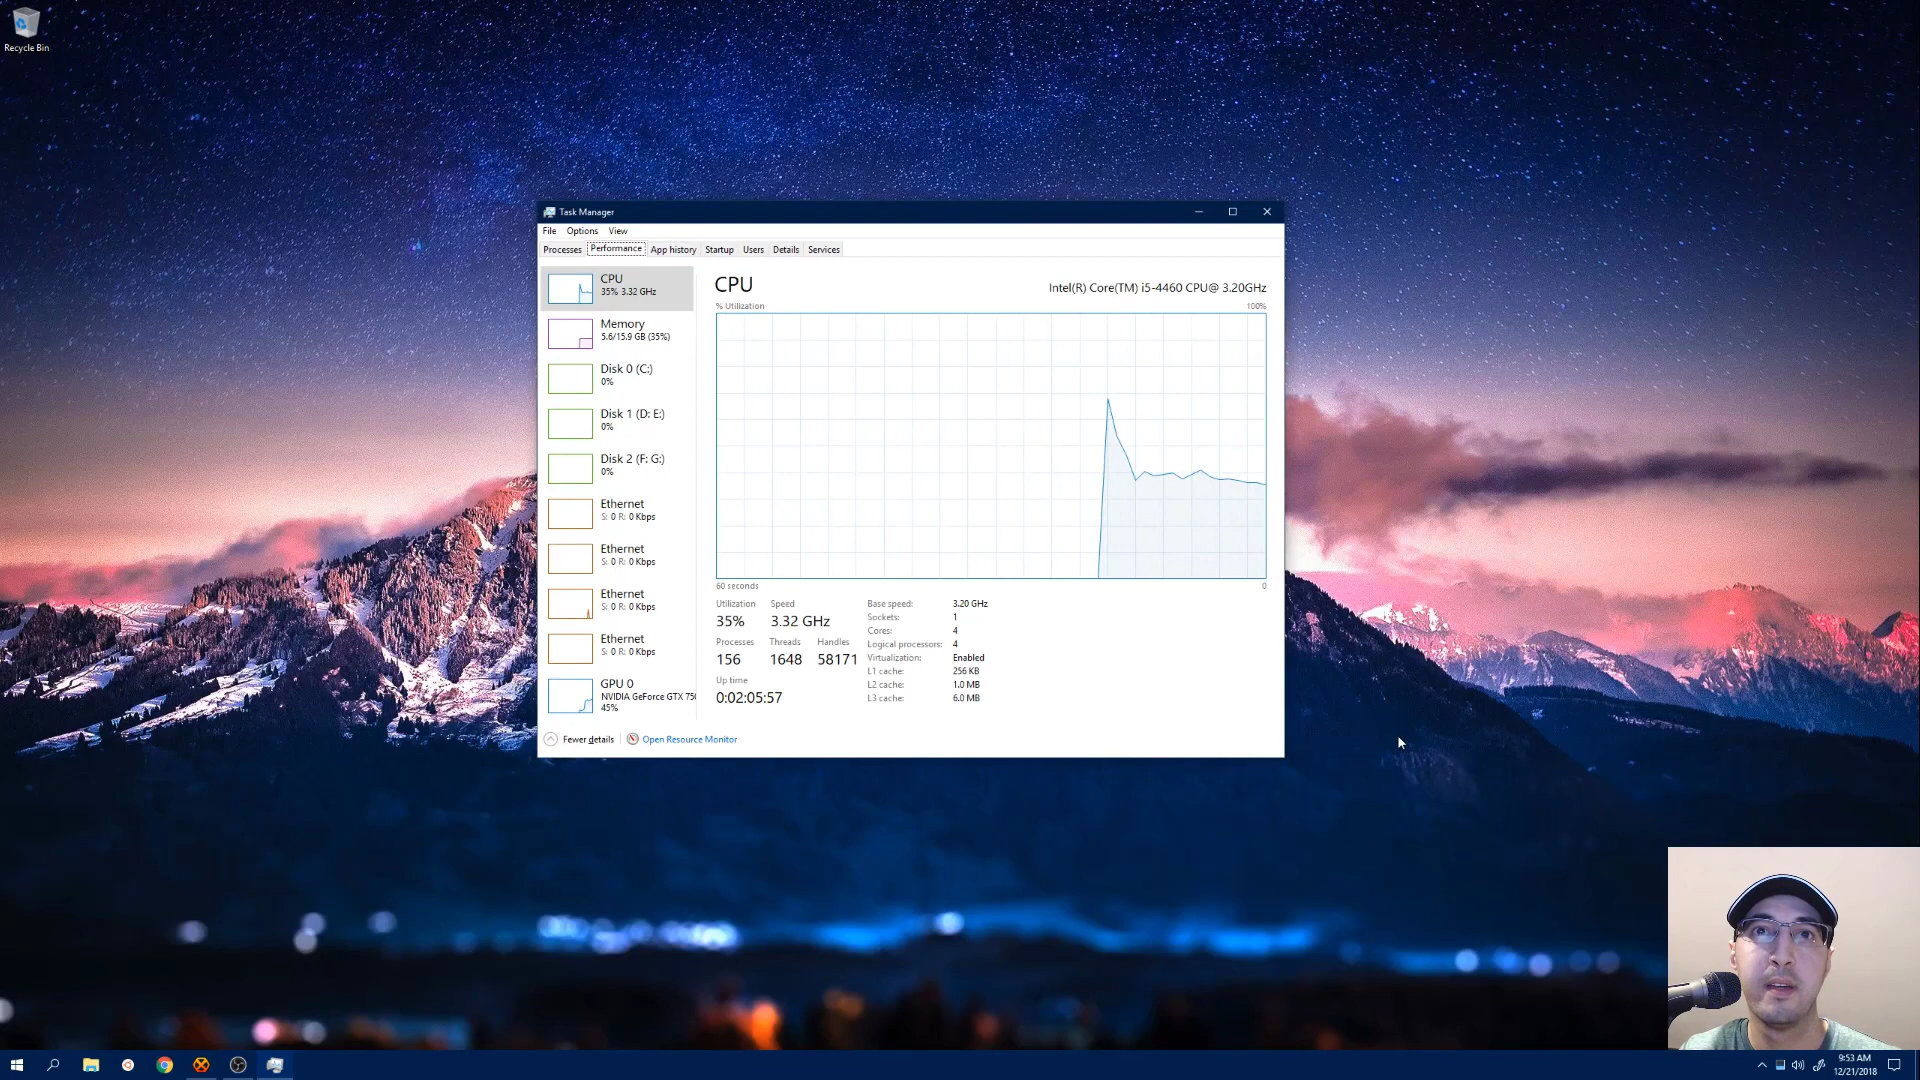 Recycle Bin
Task Manager
File Options View
Processes Performance App history Startup Users Details Services
CPU
35% 3.32 GHz
Memory
5.6/15.9 GB (35%)
Disk 0 (C:)
0%
Disk 1 (D: E:)
0%
Disk 2 (F: G:)
0%
Ethernet
S: 0 R: 0 Kbps
Ethernet
S: 0 R: 0 Kbps
Ethernet
S: 0 R: 0 Kbps
Ethernet
S: 0 R: 0 Kbps
GPU 0
NVIDIA GeForce GTX 750
45%
CPU
Intel(R) Core(TM) i5-4460 CPU@ 3.20GHz
% Utilization 100%
60 seconds 0
Utilization Speed
35% 3.32 GHz
Processes Threads Handles
156 1648 58171
Up time
0:02:05:57
Base speed: 3.20 GHz
Sockets: 1
Cores: 4
Logical processors: 4
Virtualization: Enabled
L1 cache: 256 KB
L2 cache: 1.0 MB
L3 cache: 6.0 MB
Fewer details Open Resource Monitor
9:53 AM
12/21/2018